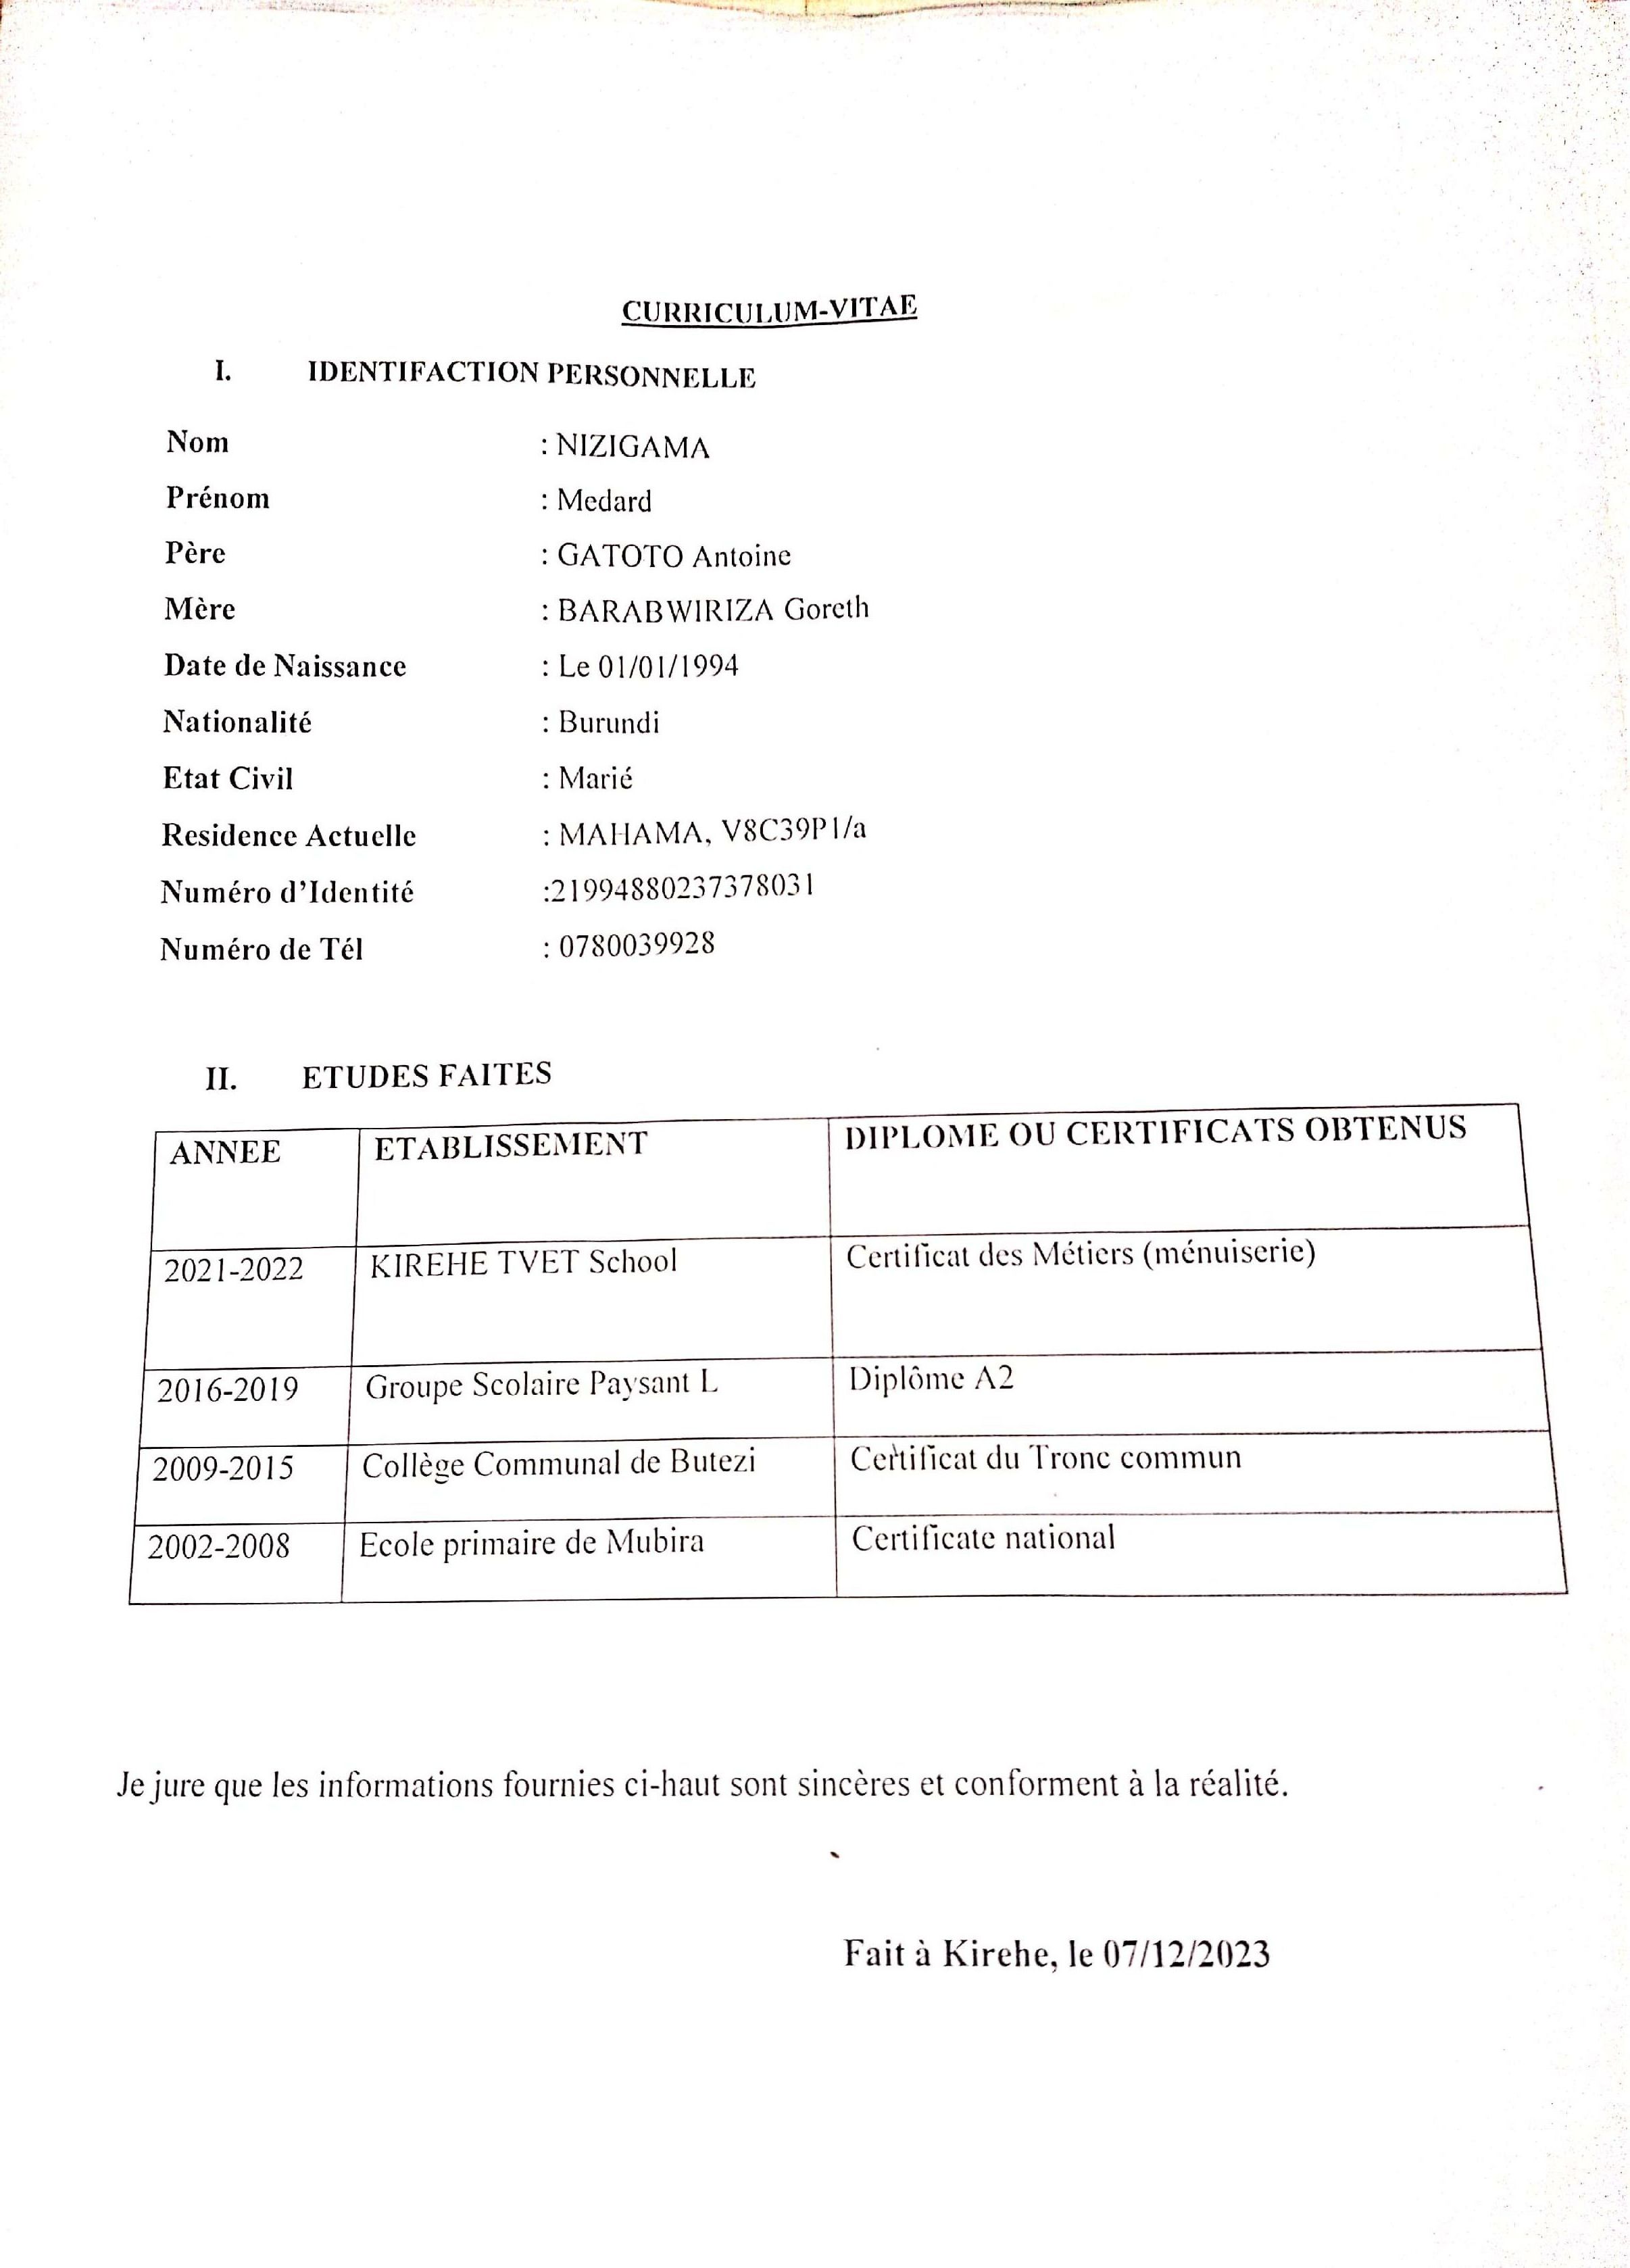 CURRICULUM-VITAE
I. IDENTIFACTION PERSONNELLE
Nom : NIZIGAMA
Prénom : Medard
Père : GATOTO Antoine
Mère : BARABWIRIZA Goreth
Date de Naissance : Le 01/01/1994
Nationalité : Burundi
Etat Civil : Marié
Residence Actuelle : MAHAMA, V8C39P1/a
Numéro d'Identité :21994880237378031
Numéro de Tél : 0780039928
II. ETUDES FAITES
ANNEE ETABLISSEMENT DIPLOME OU CERTIFICATS OBTENUS
2021-2022 KIREHE TVET School Certificat des Métiers (ménuiserie)
2016-2019 Groupe Scolaire Paysant L Diplôme A2
2009-2015 Collège Communal de Butezi Certificat du Tronc commun
2002-2008 Ecole primaire de Mubira Certificate national
Je jure que les informations fournies ci-haut sont sincères et conforment à la réalité.
Fait à Kirehe, le 07/12/2023